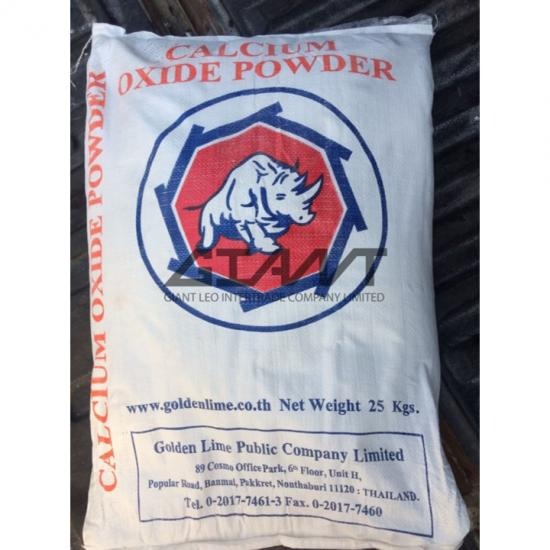 CALCIUM
OXIDE POWDER
CALCIUM OXIDE POWDER
GIANT
GIANT LEO INTERTRADE COMPANY LIMITED
www.goldenlime.co.th Net Weight 25 Kgs.
Golden Lime Public Company Limited
89 Cosmo Office Park, 6th Floor, Unit H,
Popular Road, Banmai, Pakkret, Nonthaburi 11120 : THAILAND.
Tel. 0-2017-7461-3 Fax. 0-2017-7460